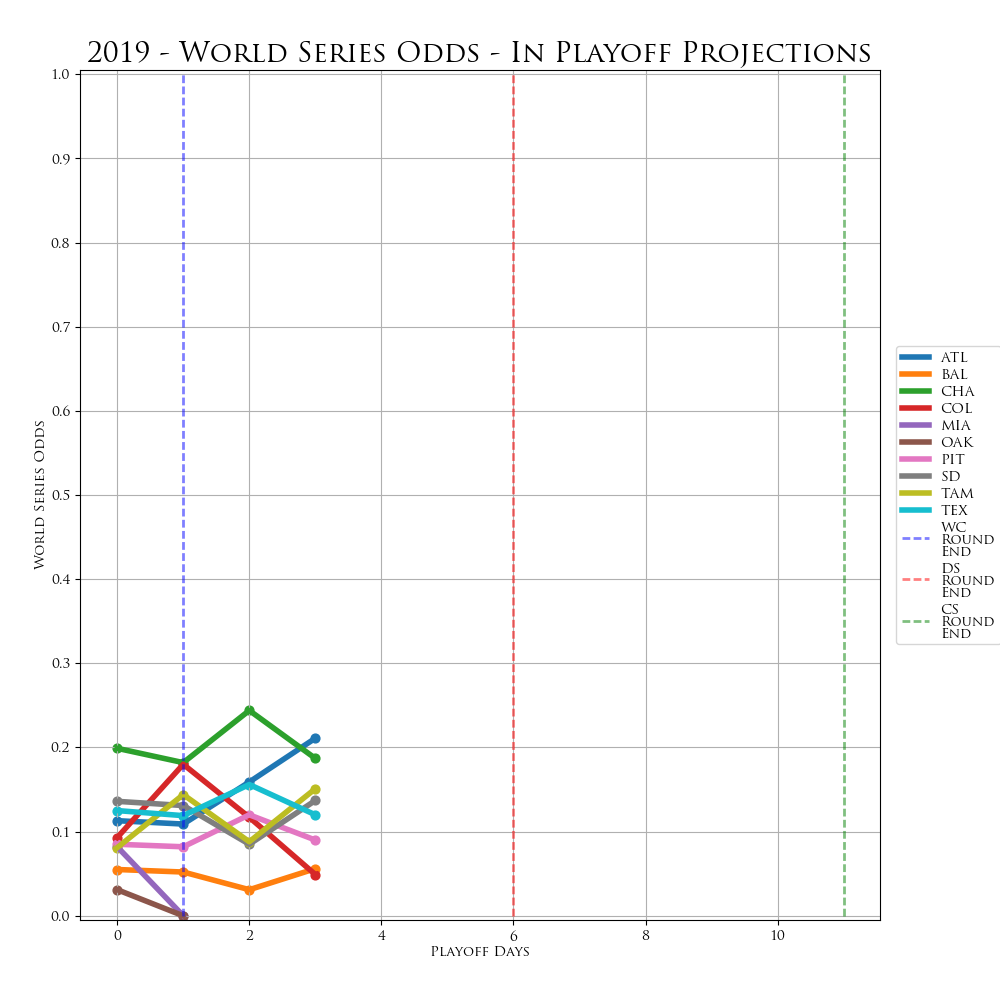 2019 - World Series Odds - In Playoff Projections
1.0
0.9
0.8
0.7
0.6
0.5
0.4
0.3
0.2
0.1
0.0
World Series Odds
0 2 4 6 8 10
Playoff Days
ATL
BAL
CHA
COL
MIA
OAK
PIT
SD
TAM
TEX
WC
Round
End
DS
Round
End
CS
Round
End